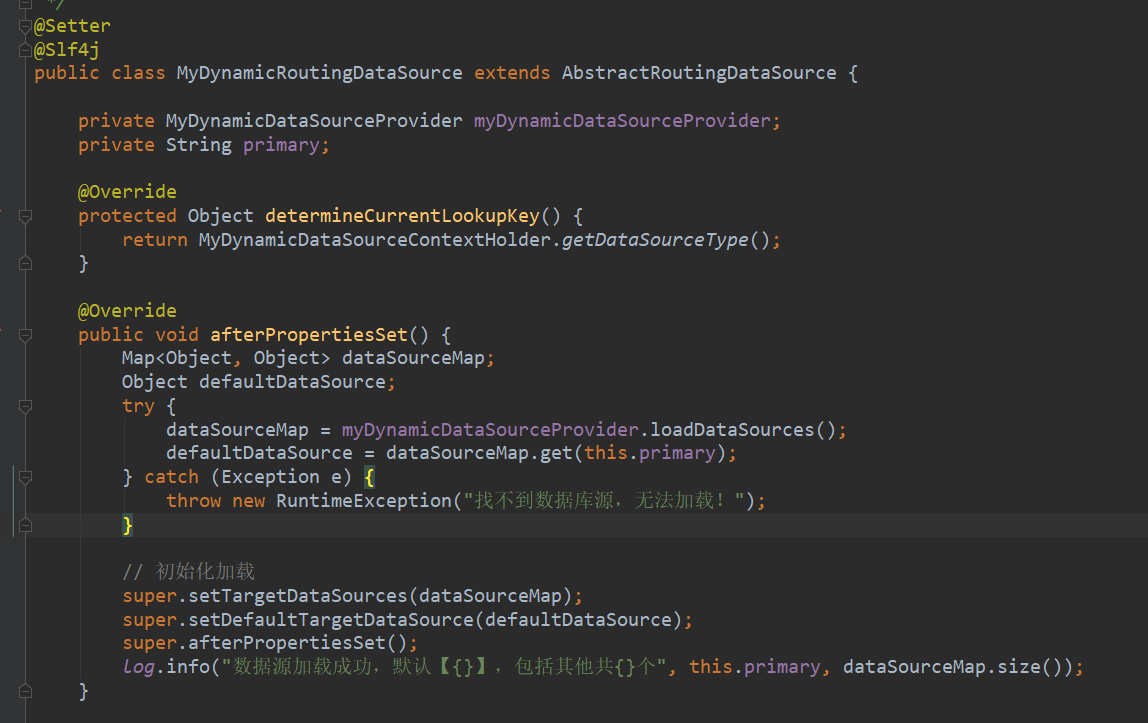 */
@Setter
@Slf4j
public class MyDynamicRoutingDataSource extends AbstractRoutingDataSource {
private MyDynamicDataSourceProvider myDynamicDataSourceProvider;
private String primary;
@Override
protected Object determineCurrentLookupKey() {
return MyDynamicDataSourceContextHolder.getDataSourceType();
}
@Override
public void afterPropertiesSet() {
Map<Object, Object> dataSourceMap;
Object defaultDataSource;
try {
dataSourceMap = myDynamicDataSourceProvider.loadDataSources();
defaultDataSource = dataSourceMap.get(this.primary);
} catch (Exception e) {
throw new RuntimeException("找不到数据库源，无法加载！");
}
// 初始化加载
super.setTargetDataSources(dataSourceMap);
super.setDefaultTargetDataSource(defaultDataSource);
super.afterPropertiesSet();
log.info("数据源加载成功，默认【{}】，包括其他共{}个", this.primary, dataSourceMap.size());
}